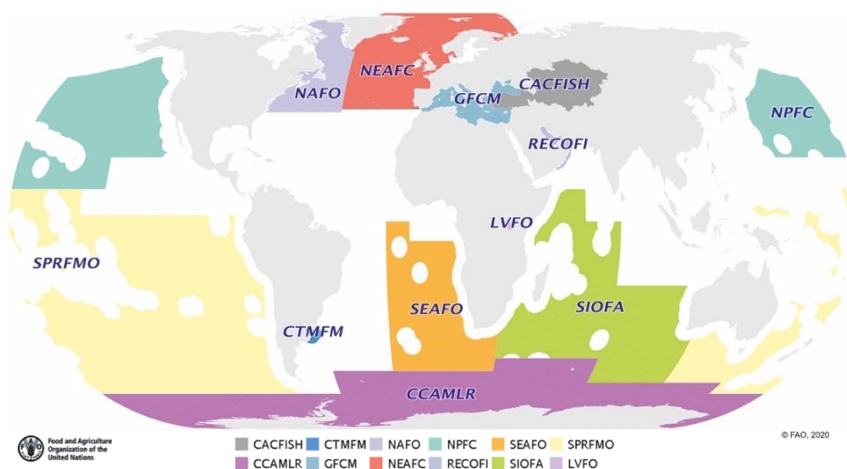 NEAFC
NAFO
CACFISH
GFCM
NPFC
RECOFI
LVFO
SPRFMO
SEAFO
SIOFA
CTMFM
CCAMLR
© FAO, 2020
Food and Agriculture
Organization of the
United Nations
CACFISH CTMFM NAFO NPFC SEAFO SPRFMO
CCAMLR GFCM NEAFC RECOFI SIOFA LVFO